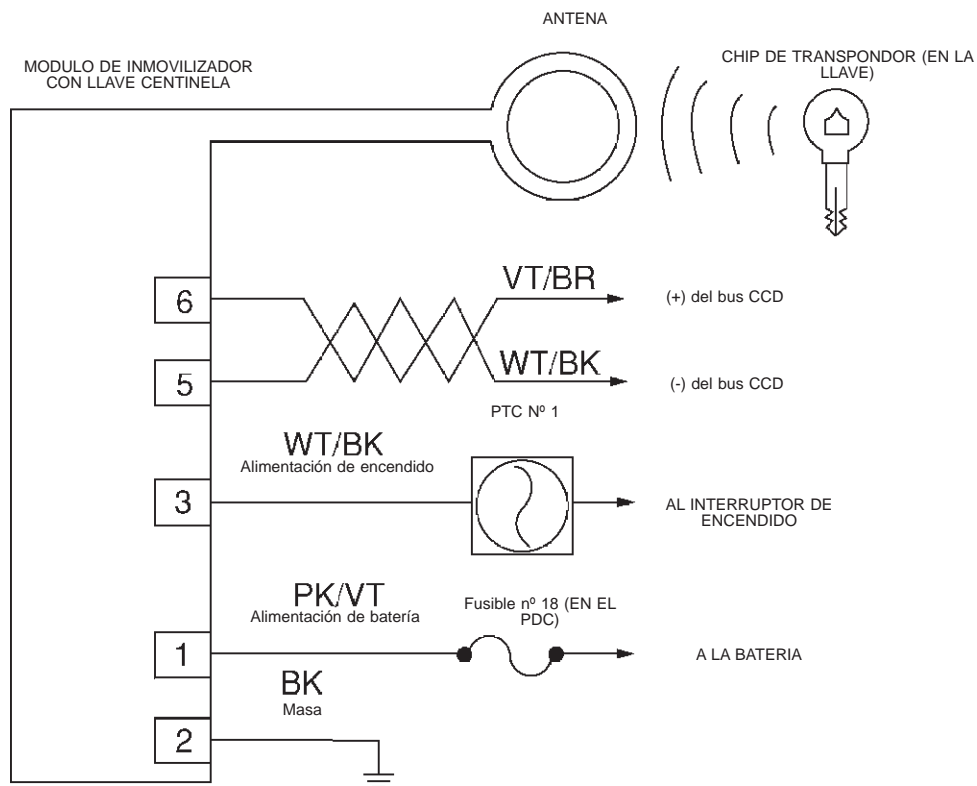 ANTENA
CHIP DE TRANSPONDOR (EN LA
LLAVE)
MODULO DE INMOVILIZADOR
CON LLAVE CENTINELA
6
VT/BR
(+) del bus CCD
5
WT/BK
(-) del bus CCD
PTC Nº 1
WT/BK
Alimentación de encendido
3
AL INTERRUPTOR DE
ENCENDIDO
PK/VT
Alimentación de batería
Fusible nº 18 (EN EL
PDC)
1
A LA BATERIA
BK
Masa
2